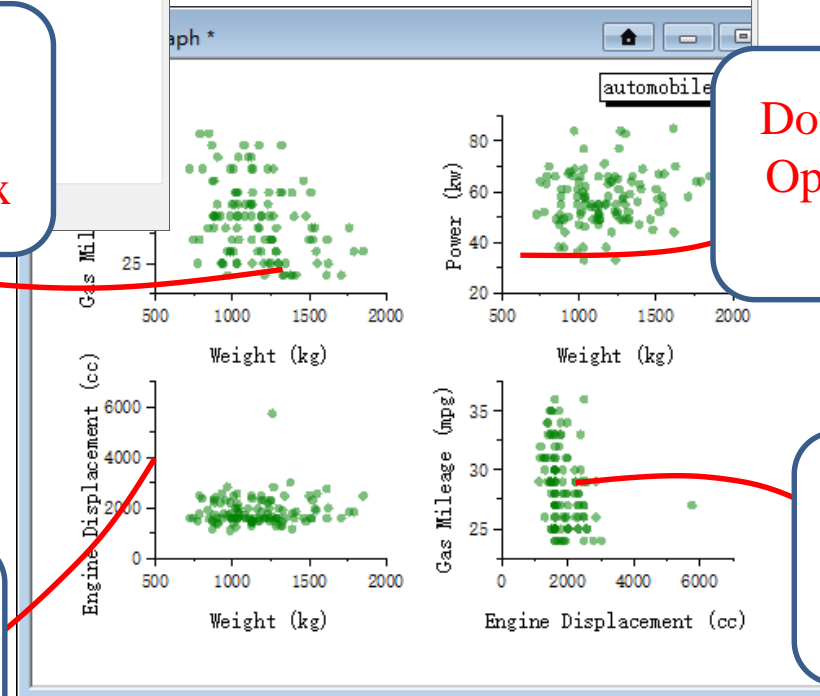 aph *
automobile
Dou
Op
x
80
60
40
20
Power (kw)
500 1000 1500 2000
Weight (kg)
Gas Mil
25
500 1000 1500 2000
Weight (kg)
Engine Displacement (cc)
6000
4000
2000
0
500 1000 1500 2000
Weight (kg)
Gas Mileage (mpg)
35
30
25
0 2000 4000 6000
Engine Displacement (cc)